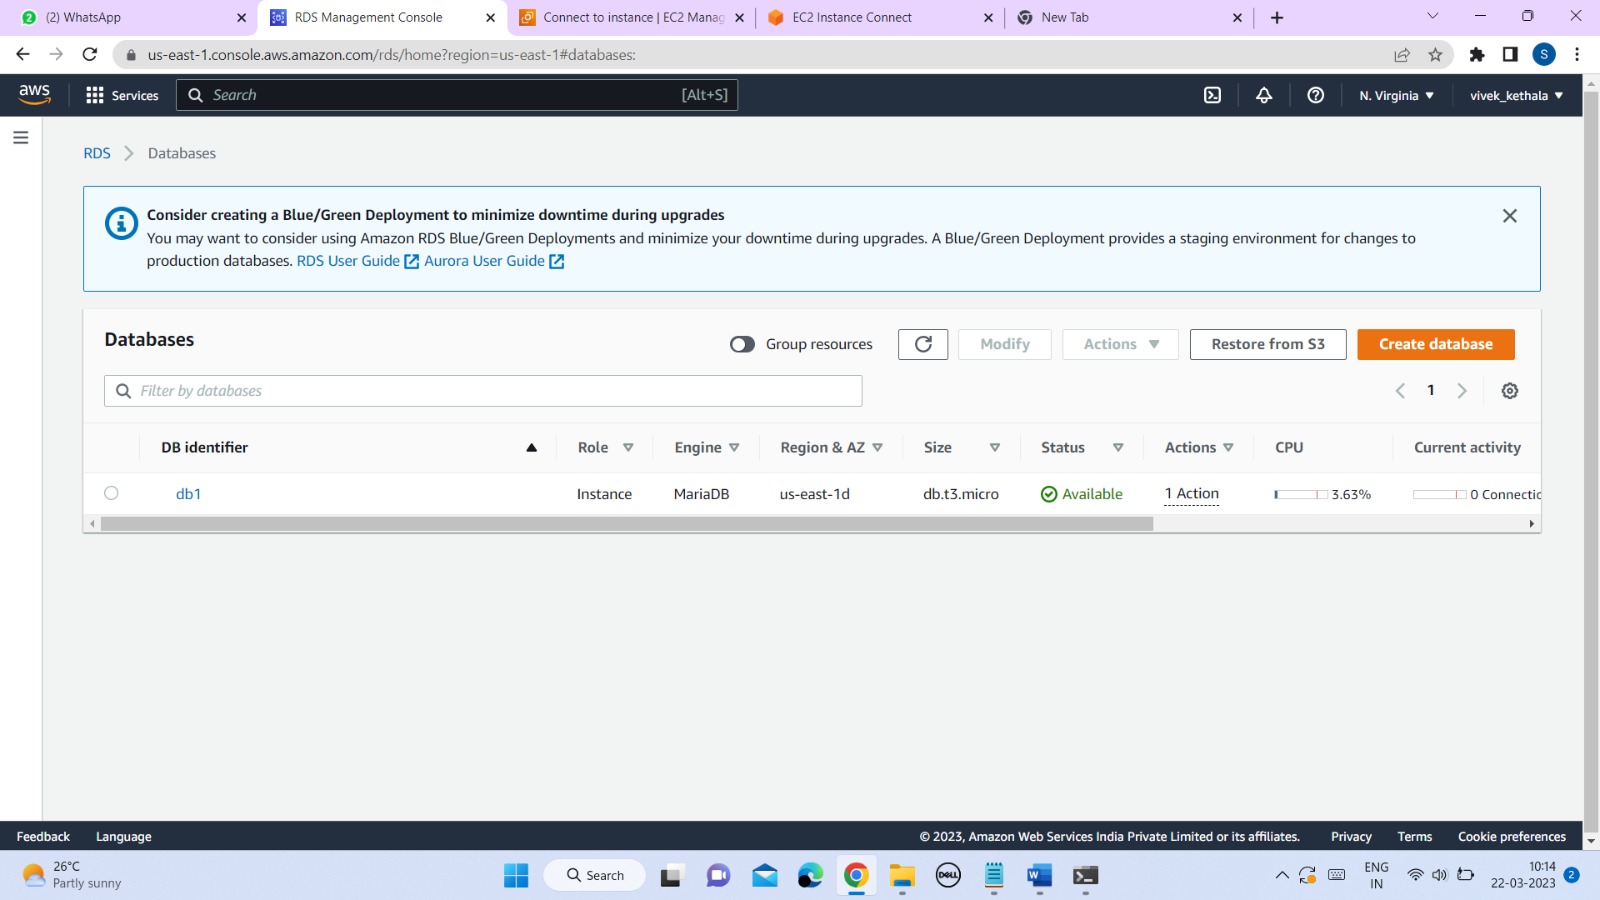 (2) WhatsApp
RDS Management Console
Connect to instance | EC2 Manag
EC2 Instance Connect
New Tab
us-east-1.console.aws.amazon.com/rds/home?region=us-east-1#databases:
S
aws
Services
Search
[Alt+S]
N. Virginia
vivek_kethala
RDS
Databases
Consider creating a Blue/Green Deployment to minimize downtime during upgrades
You may want to consider using Amazon RDS Blue/Green Deployments and minimize your downtime during upgrades. A Blue/Green Deployment provides a staging environment for changes to
production databases. RDS User Guide Aurora User Guide
Databases
Group resources
Modify
Actions
Restore from S3
Create database
Filter by databases
1
DB identifier
Role
Engine
Region & AZ
Size
Status
Actions
CPU
Current activity
db1
Instance
MariaDB
us-east-1d
db.t3.micro
Available
1 Action
3.63%
0 Connectic
Feedback
Language
© 2023, Amazon Web Services India Private Limited or its affiliates.
Privacy
Terms
Cookie preferences
26°C
Partly sunny
Search
DELL
ENG
IN
10:14
22-03-2023
2